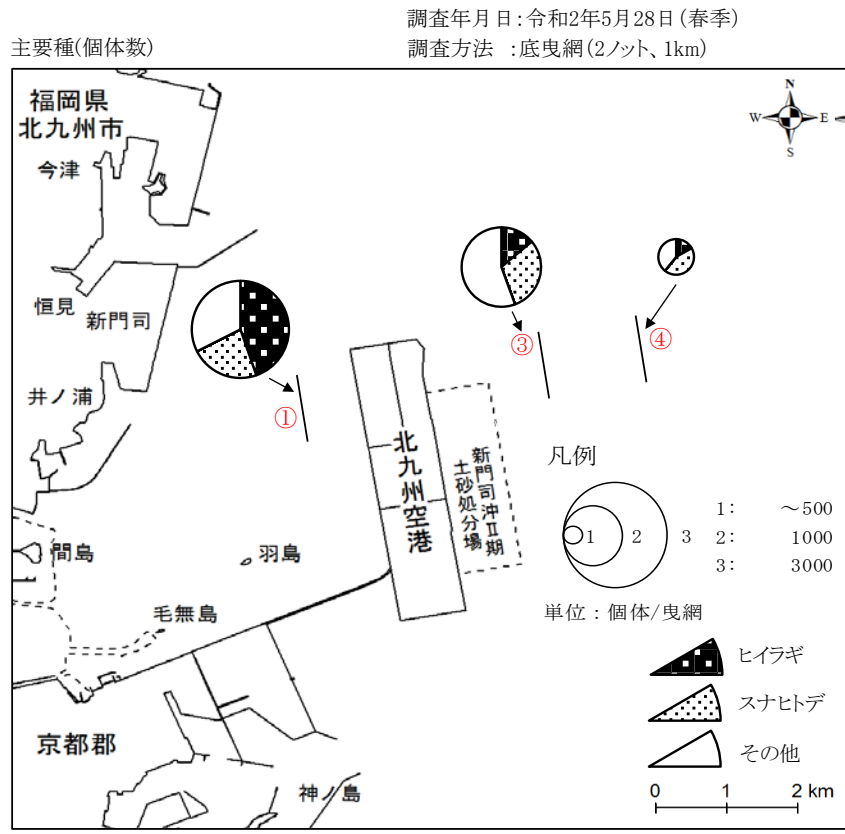 調査年月日：令和2年5月28日（春季）
主要種(個体数)
調査方法　：底曳網(2ノット、1km)
福岡県
北九州市
今津
恒見
新門司
井ノ浦
間島
羽島
毛無島
京都郡
神ノ島
北九州空港
新門司沖Ⅱ期
土砂処分場
①
③
④
N
W
E
S
凡例
1
2
3
1：　～500
2：　1000
3：　3000
単位：個体/曳網
ヒイラギ
スナヒトデ
その他
0　1　2 km